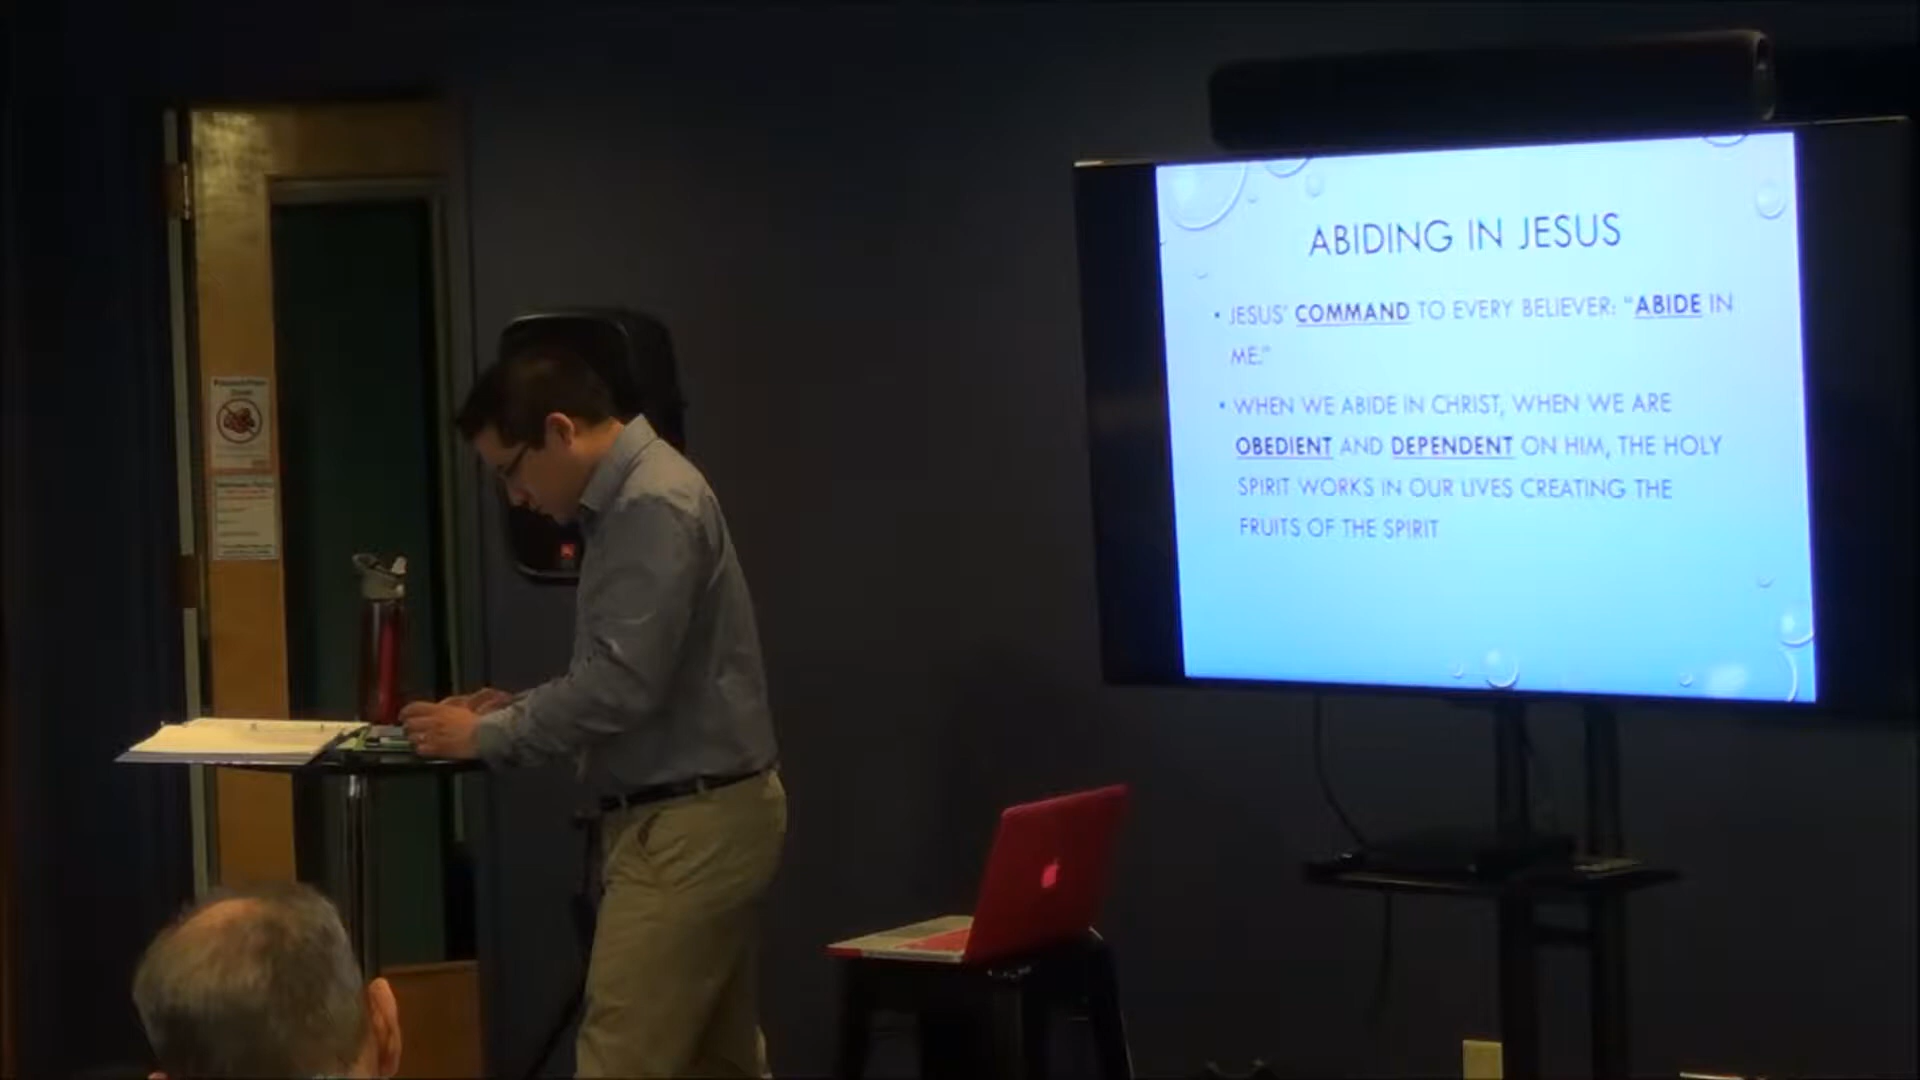 ABIDING IN JESUS
• JESUS' COMMAND TO EVERY BELIEVER: "ABIDE IN
ME."
• WHEN WE ABIDE IN CHRIST, WHEN WE ARE
OBEDIENT AND DEPENDENT ON HIM, THE HOLY
SPIRIT WORKS IN OUR LIVES CREATING THE
FRUITS OF THE SPIRIT